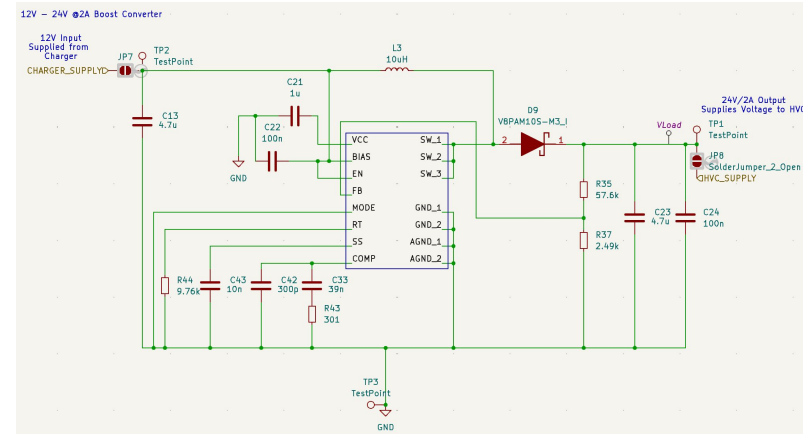 12V – 24V @2A Boost Converter
12V Input
Supplied from
Charger
JP7
TP2
TestPoint
CHARGER_SUPPLY
L3
10uH
C21
1u
C13
4.7u
C22
100n
GND
D9
VBPAM10S-M3_I
2
1
24V/2A Output
Supplies Voltage to HVC
VLoad
TP1
TestPoint
JP8
SolderJumper_2_Open
HVC_SUPPLY
VCC
BIAS
EN
FB
MODE
RT
SS
COMP
SW_1
SW_2
SW_3
GND_1
GND_2
AGND_1
AGND_2
R35
57.6k
C23
4.7u
C24
100n
R37
2.49k
R44
9.76k
C43
10n
C42
300p
C33
39n
R43
301
TP3
TestPoint
GND